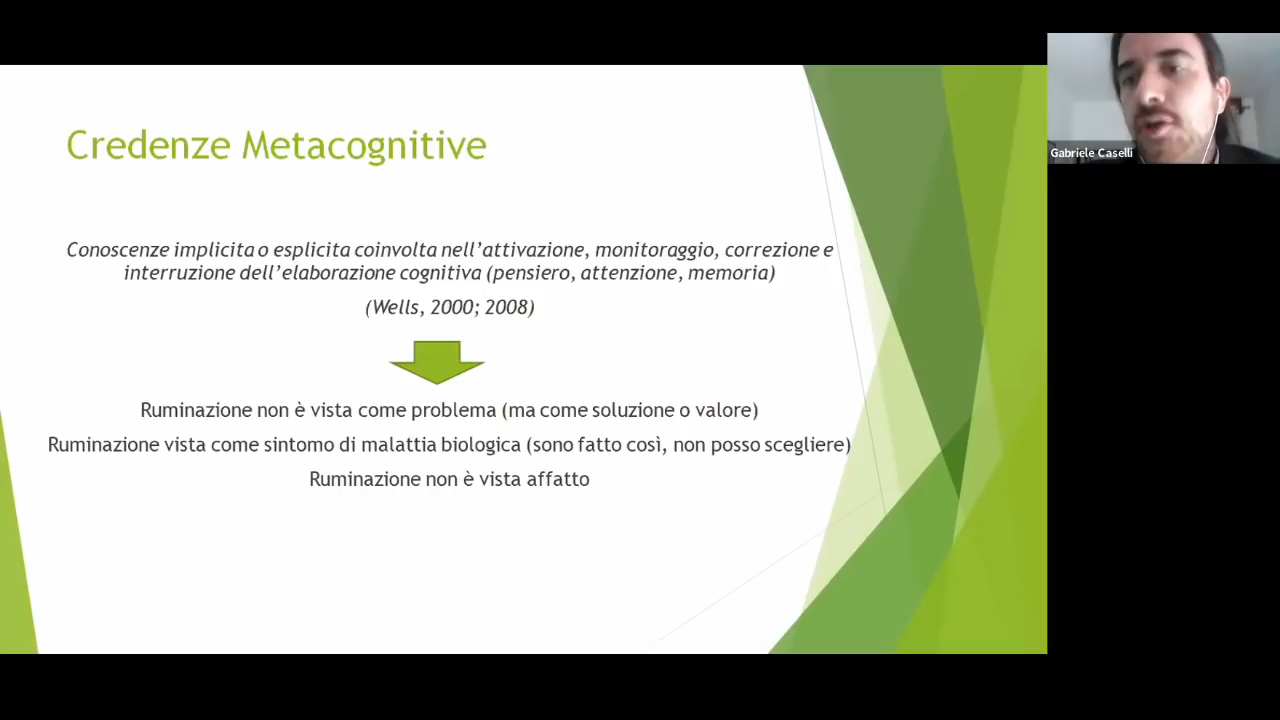 Credenze Metacognitive
Conoscenze implicita o esplicita coinvolta nell’attivazione, monitoraggio, correzione e
interruzione dell’elaborazione cognitiva (pensiero, attenzione, memoria)
(Wells, 2000; 2008)
Ruminazione non è vista come problema (ma come soluzione o valore)
Ruminazione vista come sintomo di malattia biologica (sono fatto così, non posso scegliere)
Ruminazione non è vista affatto
Gabriele Caselli